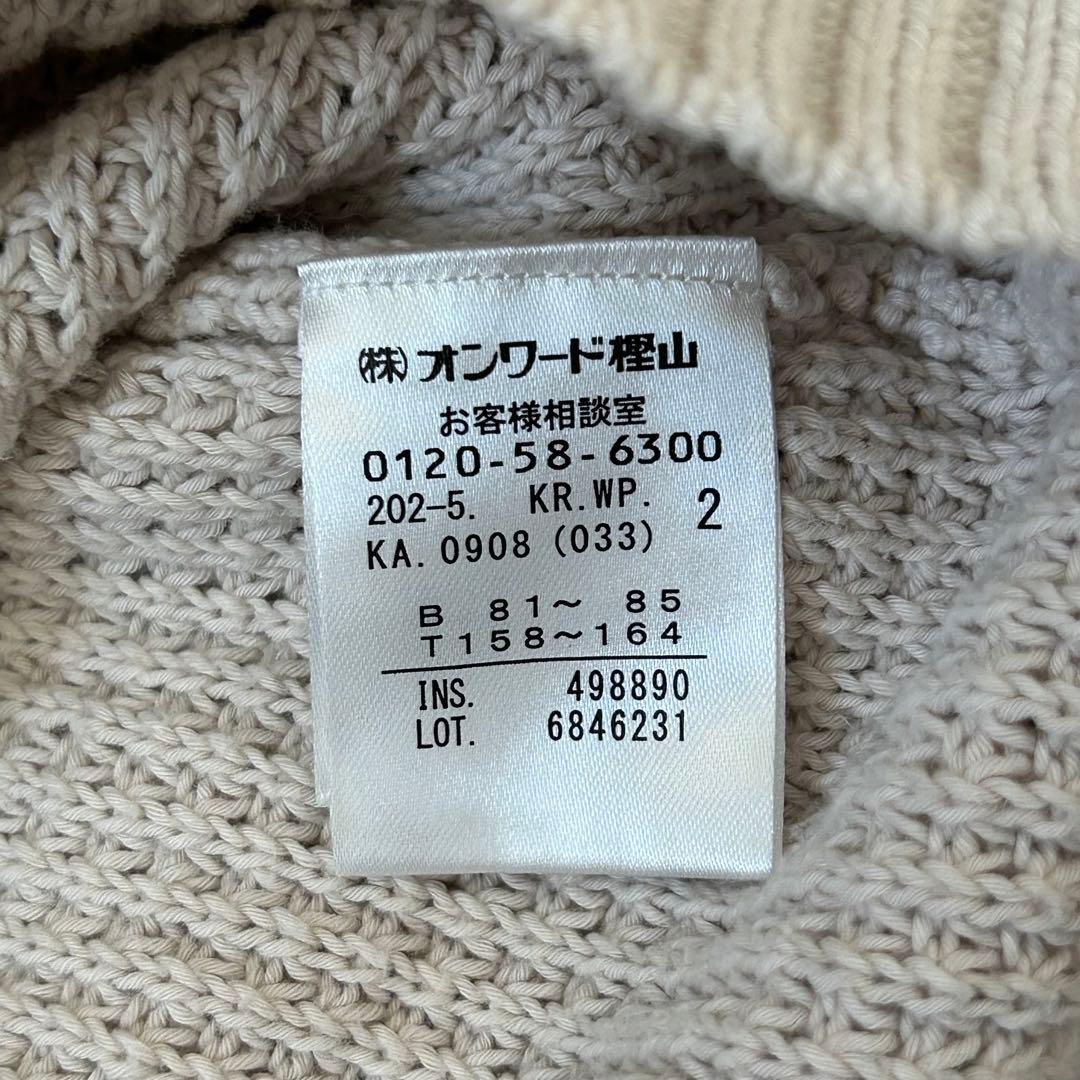 (株)オンワード樫山
お客様相談室
0120-58-6300
202-5. KR.WP. 2
KA. 0908 (033)
B 81～ 85
T158～164
INS. 498890
LOT. 6846231